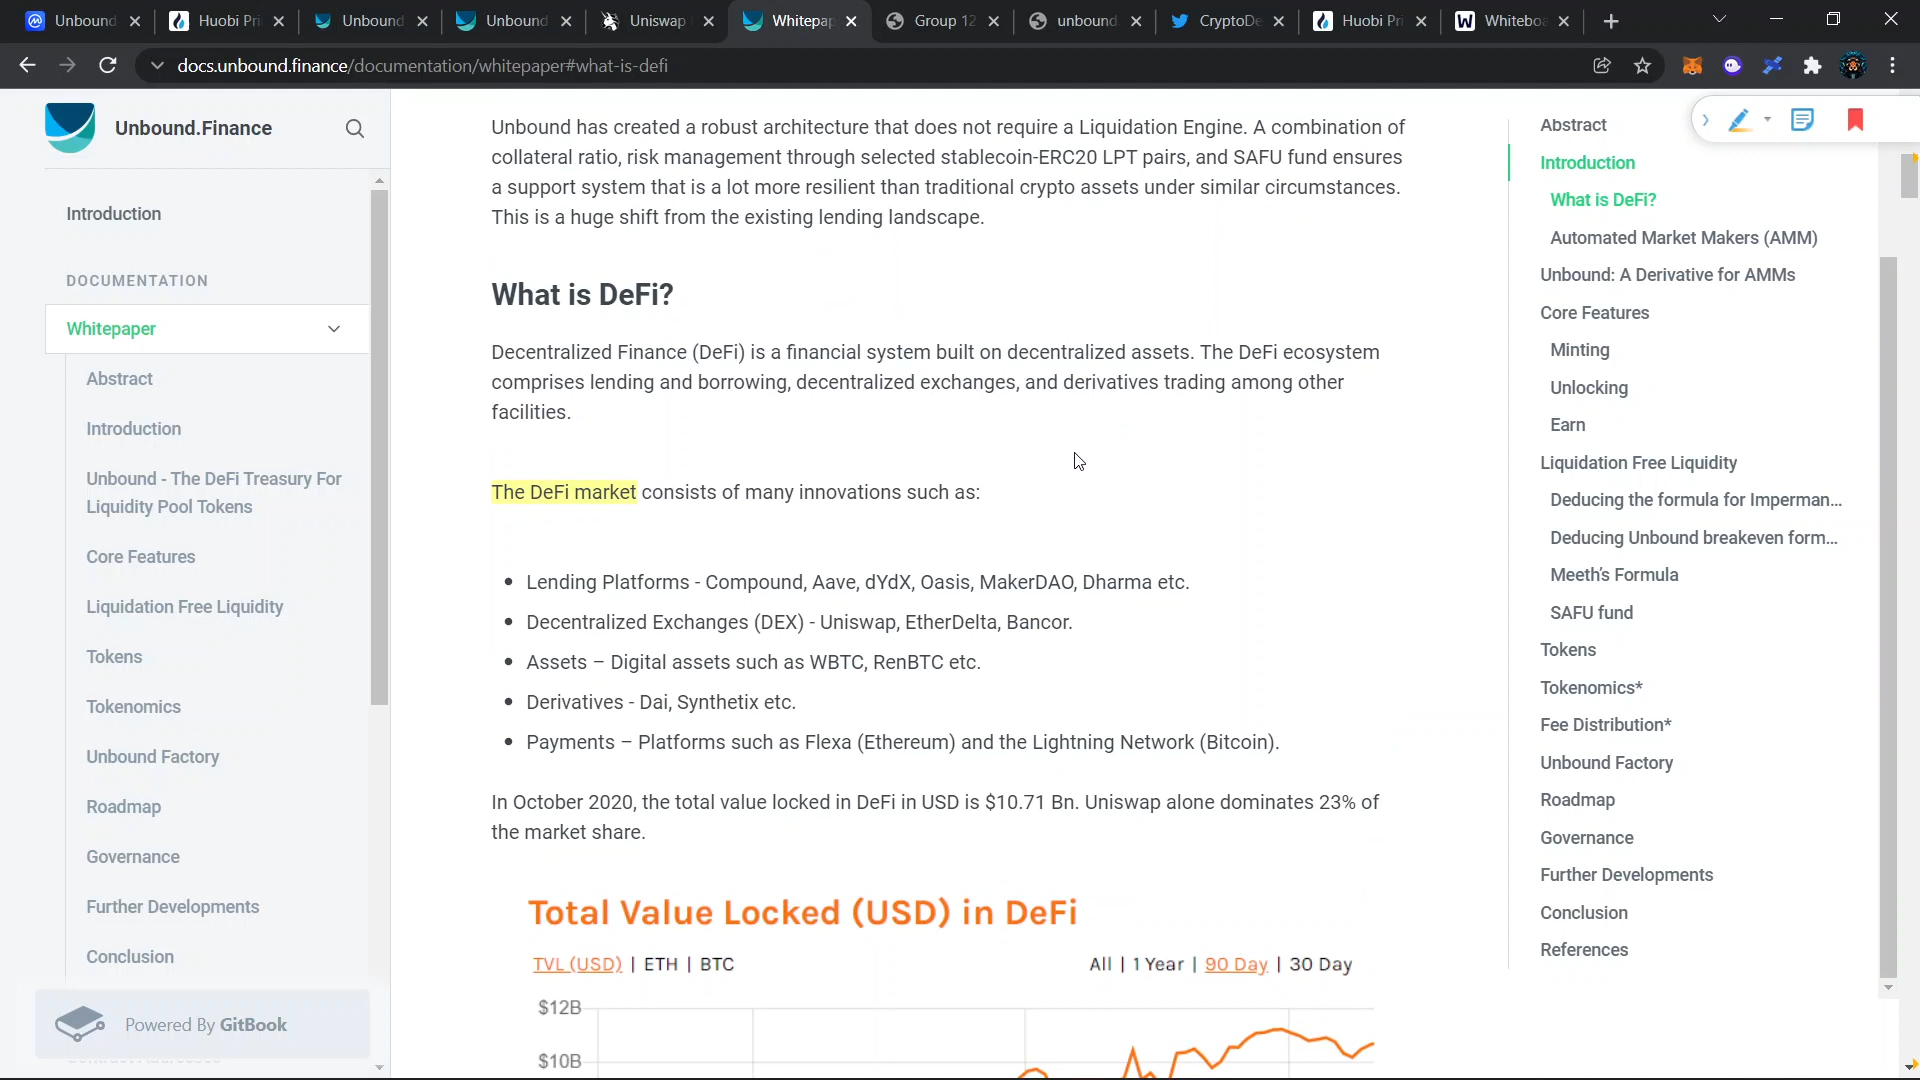 Unbound
Huobi Pri
Unbound
Unbound
Uniswap
Whitepap
Group 12
unbound
CryptoDe
Huobi Pri
Whiteboa
docs.unbound.finance/documentation/whitepaper#what-is-defi
Unbound.Finance
Introduction
DOCUMENTATION
Whitepaper
Abstract
Introduction
Unbound - The DeFi Treasury For
Liquidity Pool Tokens
Core Features
Liquidation Free Liquidity
Tokens
Tokenomics
Unbound Factory
Roadmap
Governance
Further Developments
Conclusion
Powered By GitBook
Unbound has created a robust architecture that does not require a Liquidation Engine. A combination of
collateral ratio, risk management through selected stablecoin-ERC20 LPT pairs, and SAFU fund ensures
a support system that is a lot more resilient than traditional crypto assets under similar circumstances.
This is a huge shift from the existing lending landscape.
What is DeFi?
Decentralized Finance (DeFi) is a financial system built on decentralized assets. The DeFi ecosystem
comprises lending and borrowing, decentralized exchanges, and derivatives trading among other
facilities.
The DeFi market consists of many innovations such as:
• Lending Platforms - Compound, Aave, dYdX, Oasis, MakerDAO, Dharma etc.
• Decentralized Exchanges (DEX) - Uniswap, EtherDelta, Bancor.
• Assets – Digital assets such as WBTC, RenBTC etc.
• Derivatives - Dai, Synthetix etc.
• Payments – Platforms such as Flexa (Ethereum) and the Lightning Network (Bitcoin).
In October 2020, the total value locked in DeFi in USD is $10.71 Bn. Uniswap alone dominates 23% of
the market share.
Total Value Locked (USD) in DeFi
TVL (USD) | ETH | BTC
All | 1 Year | 90 Day | 30 Day
$12B
$10B
Abstract
Introduction
What is DeFi?
Automated Market Makers (AMM)
Unbound: A Derivative for AMMs
Core Features
Minting
Unlocking
Earn
Liquidation Free Liquidity
Deducing the formula for Imperman...
Deducing Unbound breakeven form...
Meeth's Formula
SAFU fund
Tokens
Tokenomics*
Fee Distribution*
Unbound Factory
Roadmap
Governance
Further Developments
Conclusion
References